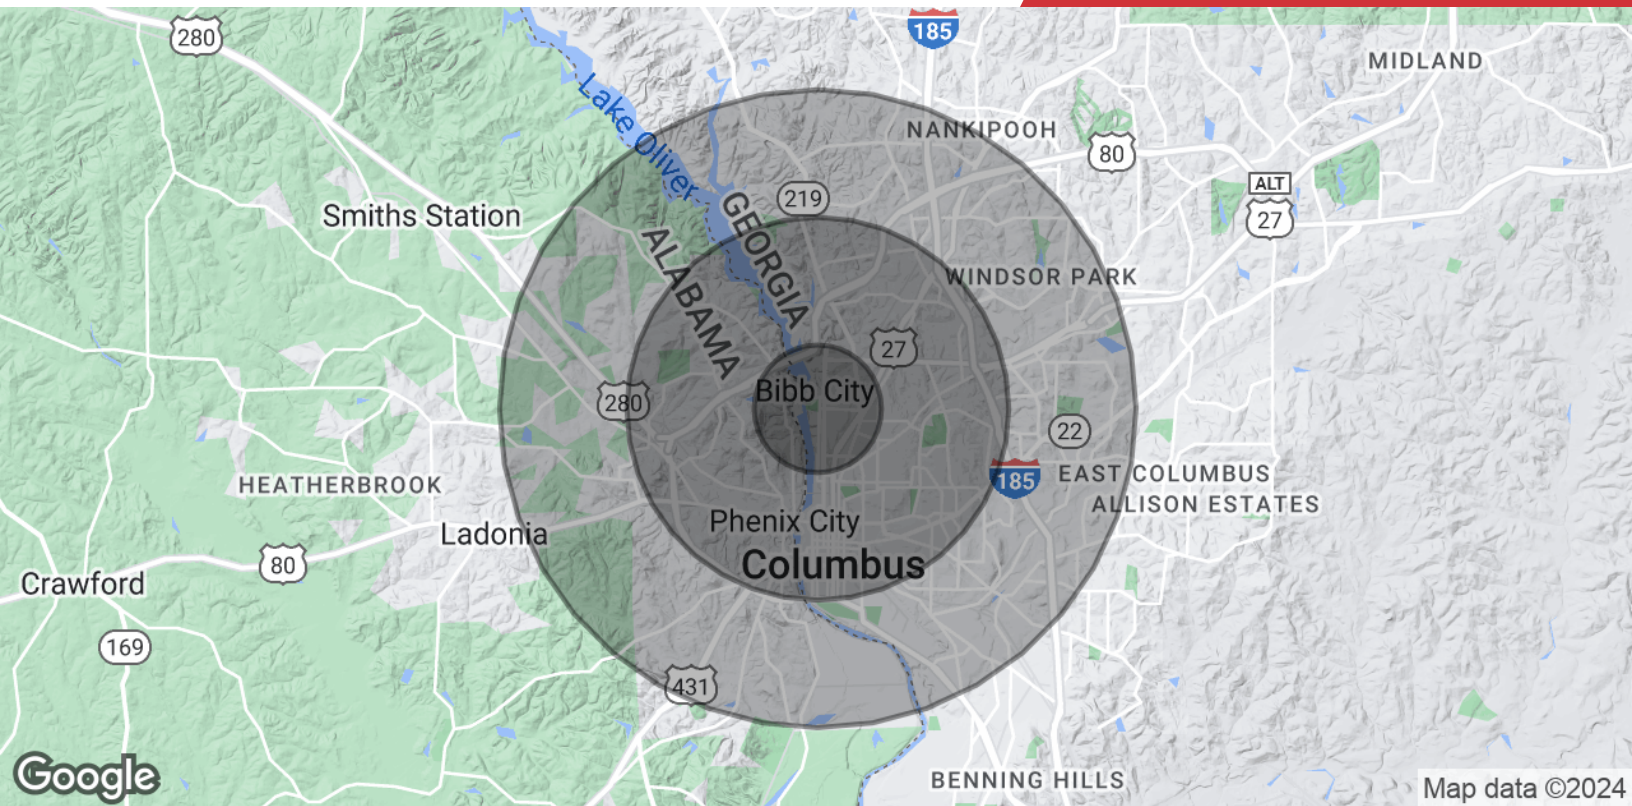 280
185
MIDLAND
Lake Oliver
NANKIPOOH
80
ALT
27
219
GEORGIA
Smiths Station
ALABAMA
WINDSOR PARK
27
Bibb City
280
22
185
EAST COLUMBUS
HEATHERBROOK
ALLISON ESTATES
Phenix City
Ladonia
Columbus
80
Crawford
169
431
Google
BENNING HILLS
Map data ©2024